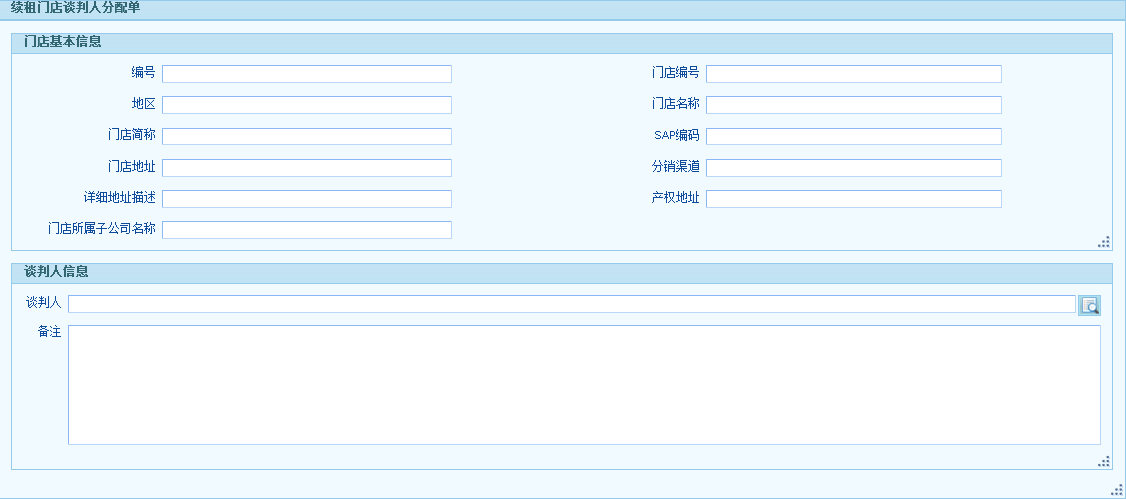 续租门店谈判人分配单
门店基本信息
编号 门店编号
地区 门店名称
门店简称 SAP编码
门店地址 分销渠道
详细地址描述 产权地址
门店所属子公司名称
谈判人信息
谈判人
备注